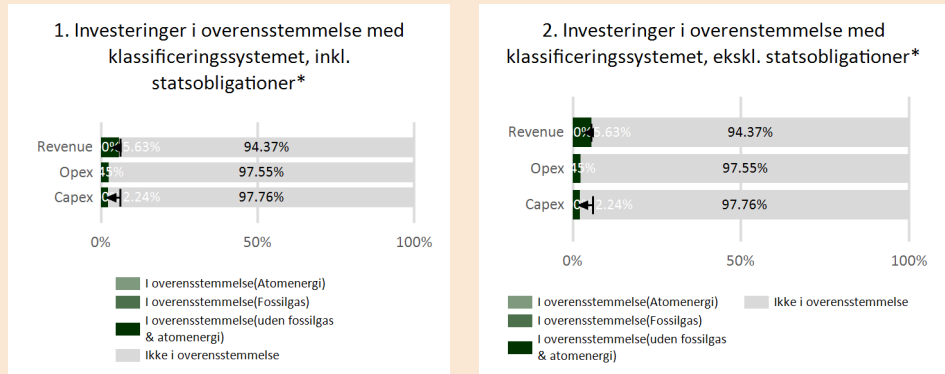 1. Investeringer i overensstemmelse med
klassificeringssystemet, inkl.
statsobligationer*
Revenue 5.63% 94.37%
Opex 97.55%
Capex 2.24% 97.76%
0% 50% 100%
I overensstemmelse(Atomenergi)
I overensstemmelse(Fossilgas)
I overensstemmelse(uden fossilgas
& atomenergi)
Ikke i overensstemmelse
2. Investeringer i overenstemmelse med
klassificeringssystemet, ekskl. statsobligationer*
Revenue 5.63% 94.37%
Opex 97.55%
Capex 2.24% 97.76%
0% 50% 100%
I overensstemmelse(Atomenergi) Ikke i overensstemmelse
I overensstemmelse(Fossilgas)
I overensstemmelse(uden fossilgas
& atomenergi)